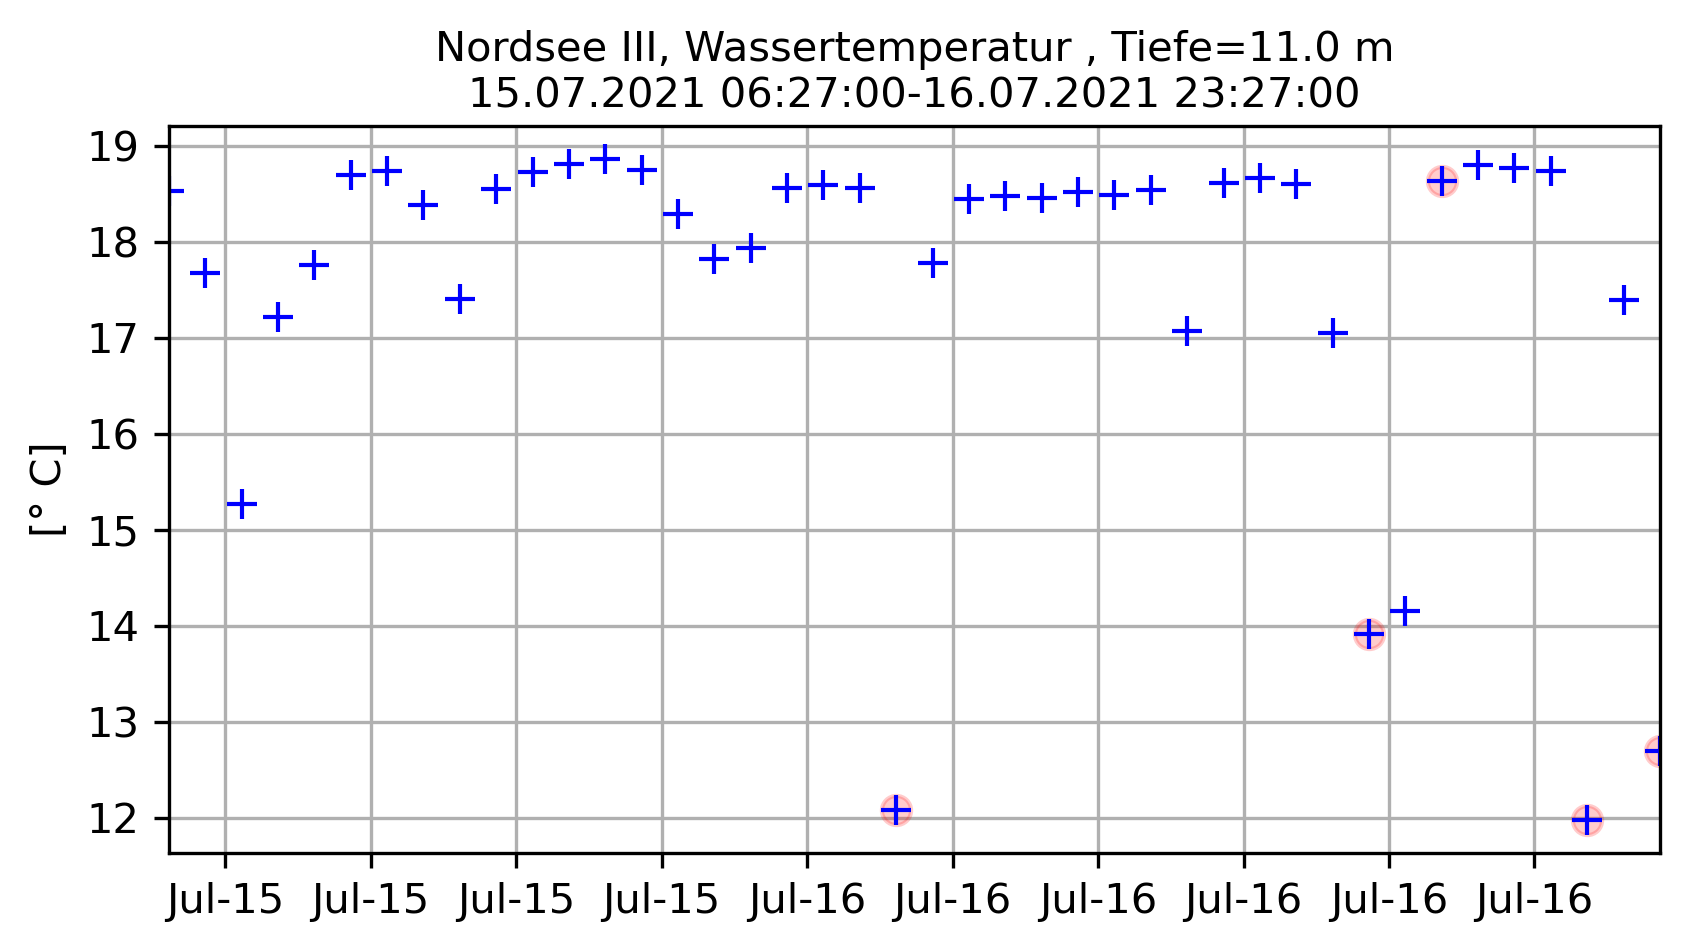 Nordsee III, Wassertemperatur , Tiefe=11.0 m
15.07.2021 06:27:00-16.07.2021 23:27:00
[° C]
19
18
17
16
15
14
13
12
Jul-15 Jul-15 Jul-15 Jul-15 Jul-16 Jul-16 Jul-16 Jul-16 Jul-16 Jul-16